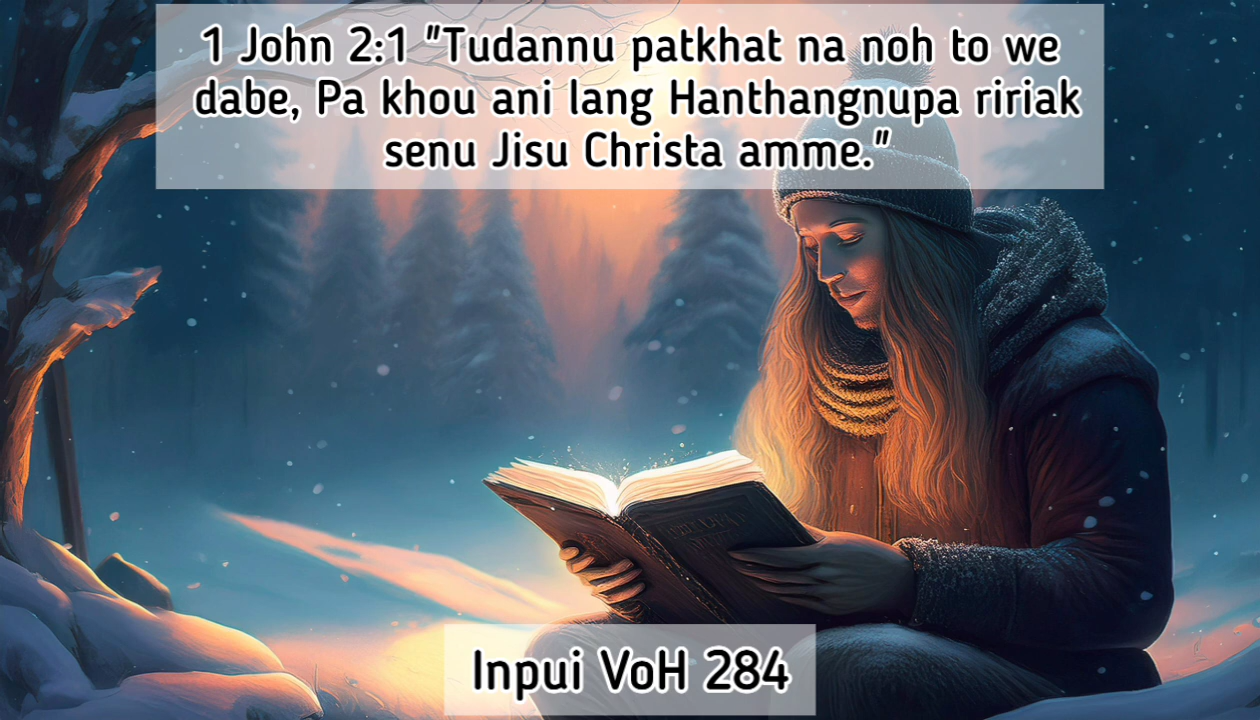 1 John 2:1 "Tudannu patkhat na noh to we
dabe, Pa khou ani lang Hanthangnupa ririak
senu Jisu Christa amme."
Inpui VoH 284